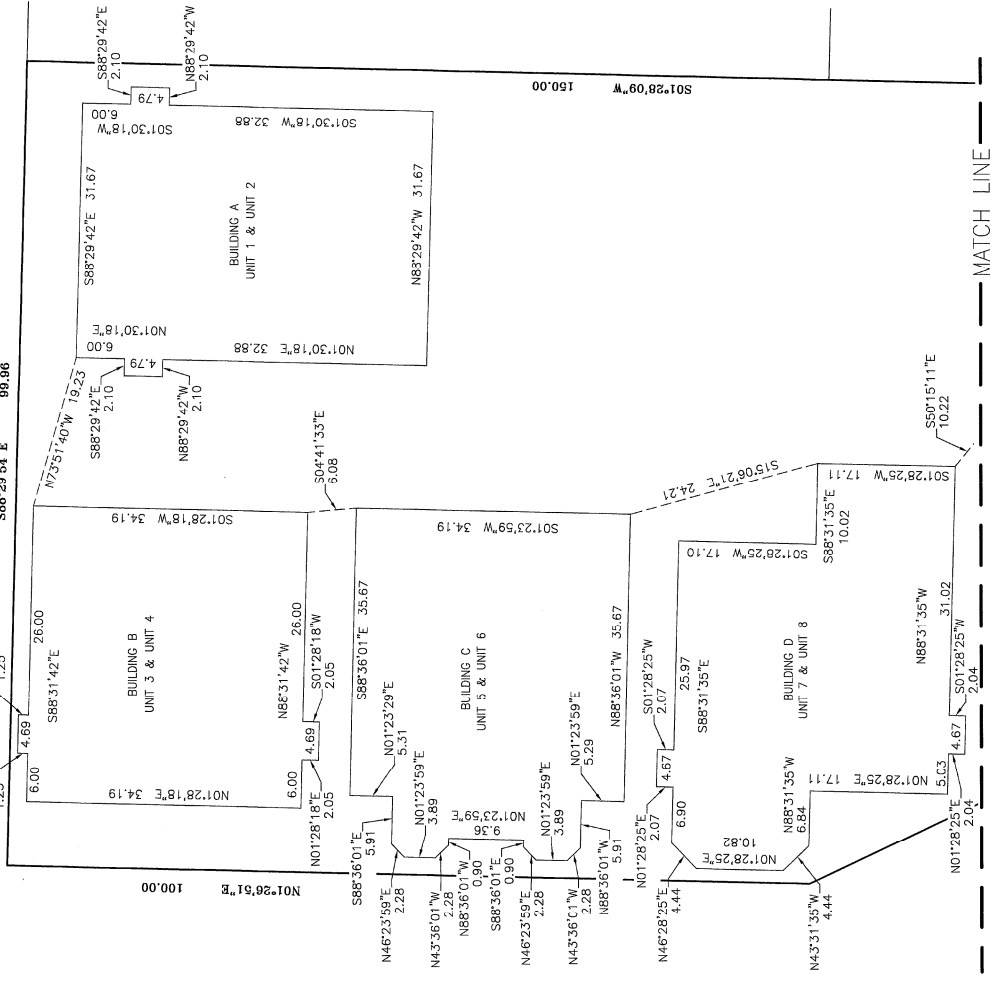 S88°29'54"E 99.96
1.25
1.25
S88°29'42"E
2.10
N88°29'42"W
2.10
4.79
6.00
S01°30'18"W
S01°30'18"W 32.88
S88°29'42"E 31.67
BUILDING A
UNIT 1 & UNIT 2
N88°29'42"W 31.67
N01°30'18"E
6.00
4.79
N01°30'18"E 32.88
S88°29'42"E
2.10
N88°29'42"W
2.10
S01°28'09"W 150.00
N73°51'40"W 19.23
S01°28'18"W 34.19
4.69
6.00
26.00
S88°31'42"E
BUILDING B
UNIT 3 & UNIT 4
N88°31'42"W
26.00
N01°28'18"E 34.19
6.00
4.69
S01°28'18"W
2.05
N01°28'18"E
2.05
S04°41'33"E
6.08
N01°26'51"E 100.00
S88°36'01"E 35.67
S01°23'59"W 34.19
BUILDING C
UNIT 5 & UNIT 6
N88°36'01"W 35.67
N01°23'29"E
5.31
S88°36'01"E
5.91
N01°23'59"E
3.89
N46°23'59"E
2.28
N43°36'01"W
2.28
N88°36'01"W
0.90
N01°23'59"E
9.36
S88°36'01"E
0.90
N46°23'59"E
2.28
N01°23'59"E
3.89
N43°36'01"W
2.28
N01°23'59"E
5.29
N88°36'01"W
5.91
S15°06'21"E 24.21
S01°28'25"W
2.07
N01°28'25"E
2.07
4.67
6.90
25.97
S88°31'35"E
S01°28'25"W 17.10
S88°31'35"E
10.02
S01°28'25"W 17.11
S50°15'11"E
10.22
BUILDING D
UNIT 7 & UNIT 8
N46°28'25"E
4.44
N01°28'25"E
10.82
N43°31'35"W
4.44
N88°31'35"W
6.84
N01°28'25"E 17.11
N88°31'35"W 31.02
5.03
4.67
S01°28'25"W
2.04
N01°28'25"E
2.04
MATCH LINE